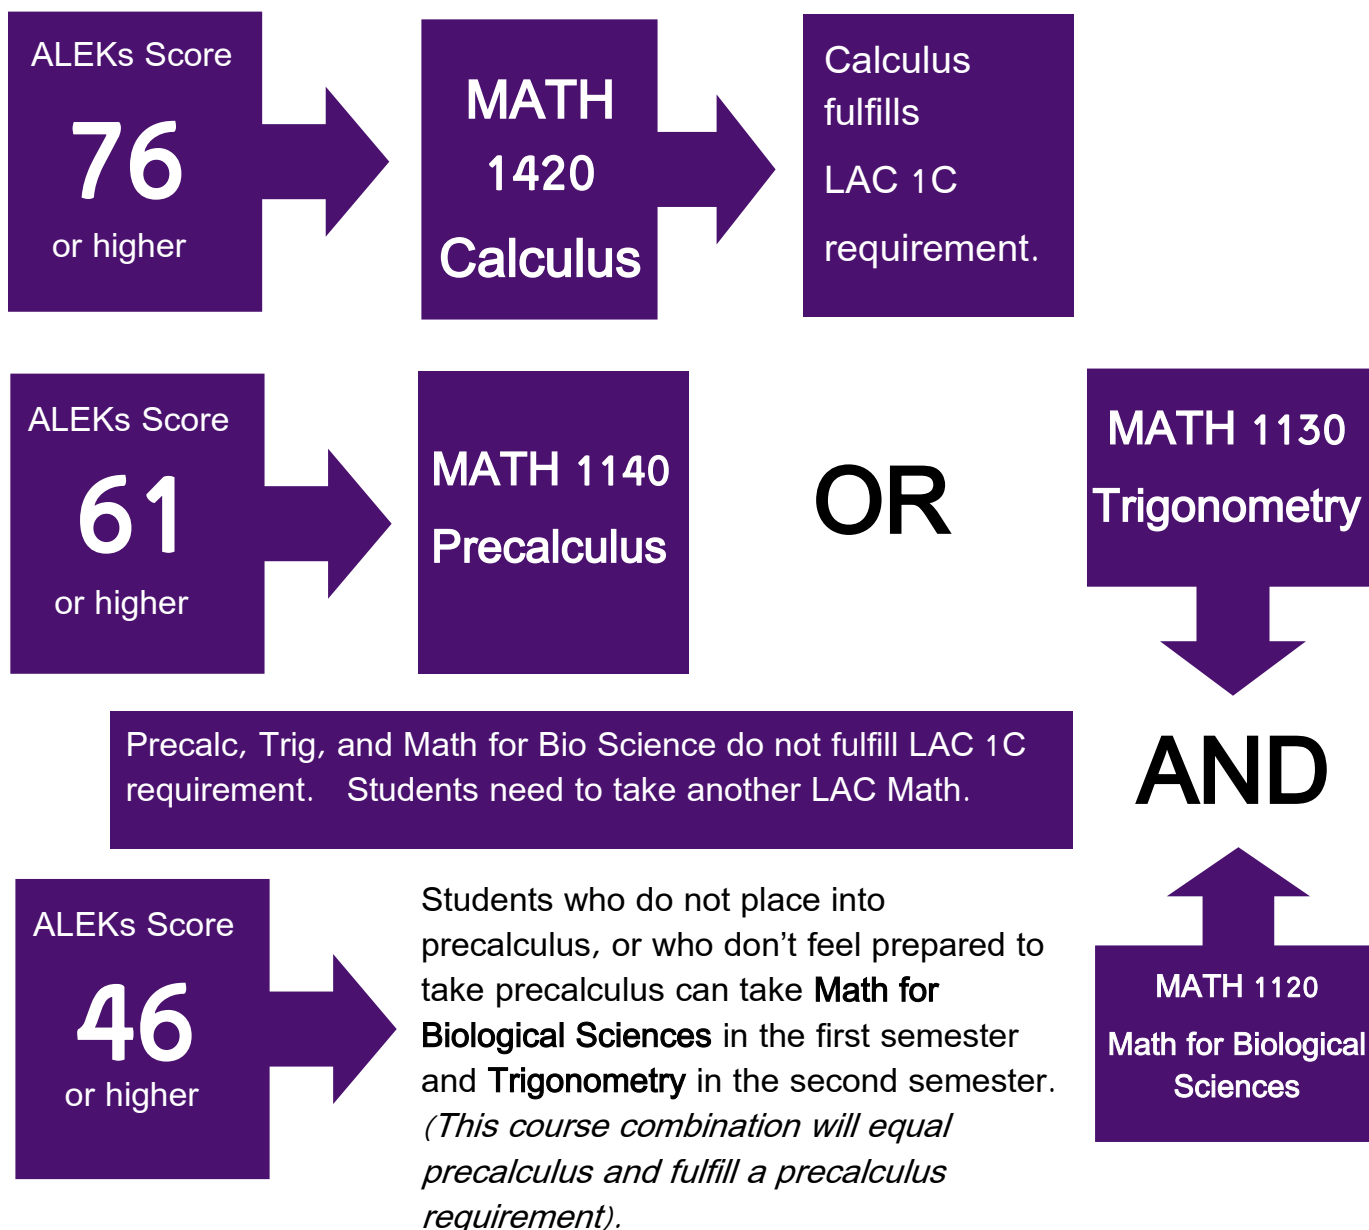 ALEKs Score
76
or higher
MATH
1420
Calculus
Calculus
fulfills
LAC 1C
requirement.
ALEKs Score
61
or higher
MATH 1140
Precalculus
OR
MATH 1130
Trigonometry
Precalc, Trig, and Math for Bio Science do not fulfill LAC 1C
requirement.   Students need to take another LAC Math.
AND
ALEKs Score
46
or higher
Students who do not place into
precalculus, or who don’t feel prepared to
take precalculus can take Math for
Biological Sciences in the first semester
and Trigonometry in the second semester.
(This course combination will equal
precalculus and fulfill a precalculus
requirement).
MATH 1120
Math for Biological
Sciences